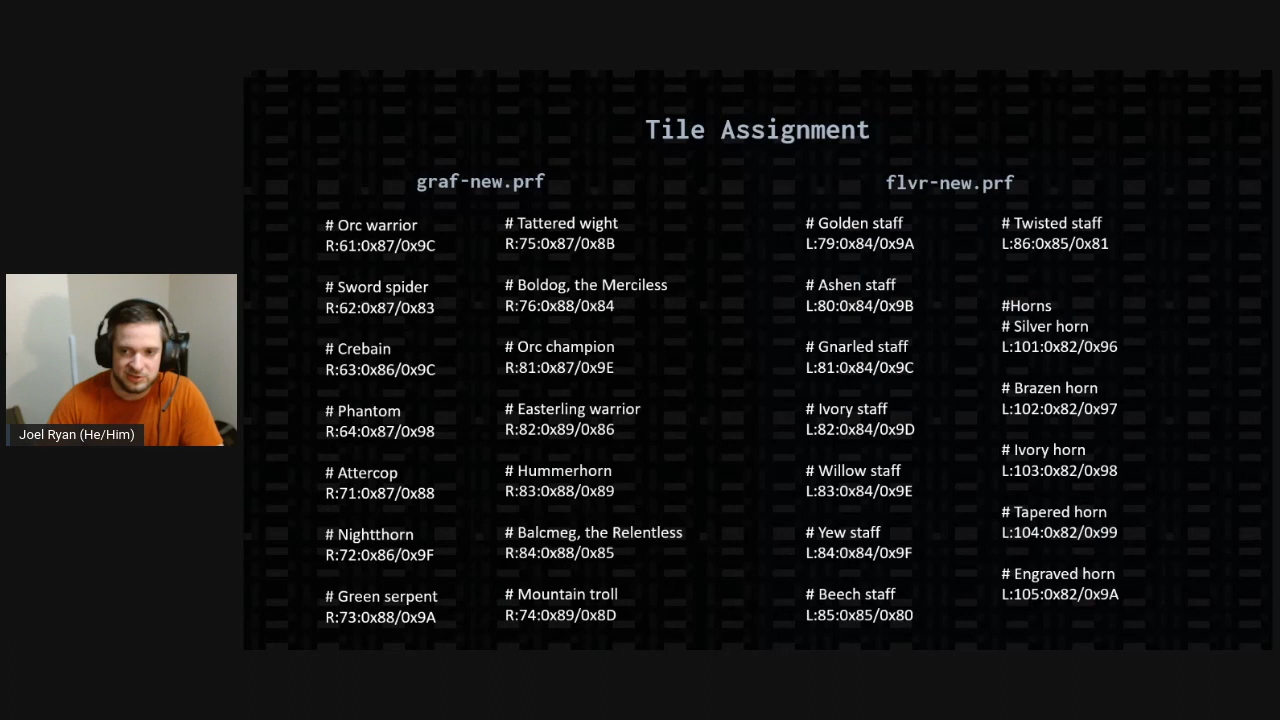 Tile Assignment
graf-new.prf
# Orc warrior
R:61:0x87/0x9C
# Sword spider
R:62:0x87/0x83
# Crebain
R:63:0x86/0x9C
# Phantom
R:64:0x87/0x98
# Attercop
R:71:0x87/0x88
# Nightthorn
R:72:0x86/0x9F
# Green serpent
R:73:0x88/0x9A
# Tattered wight
R:75:0x87/0x8B
# Boldog, the Merciless
R:76:0x88/0x84
# Orc champion
R:81:0x87/0x9E
# Easterling warrior
R:82:0x89/0x86
# Hummerhorn
R:83:0x88/0x89
# Balcmeg, the Relentless
R:84:0x88/0x85
# Mountain troll
R:74:0x89/0x8D
flvr-new.prf
# Golden staff
L:79:0x84/0x9A
# Ashen staff
L:80:0x84/0x9B
# Gnarled staff
L:81:0x84/0x9C
# Ivory staff
L:82:0x84/0x9D
# Willow staff
L:83:0x84/0x9E
# Yew staff
L:84:0x84/0x9F
# Beech staff
L:85:0x85/0x80
# Twisted staff
L:86:0x85/0x81
#Horns
# Silver horn
L:101:0x82/0x96
# Brazen horn
L:102:0x82/0x97
# Ivory horn
L:103:0x82/0x98
# Tapered horn
L:104:0x82/0x99
# Engraved horn
L:105:0x82/0x9A
Joel Ryan (He/Him)